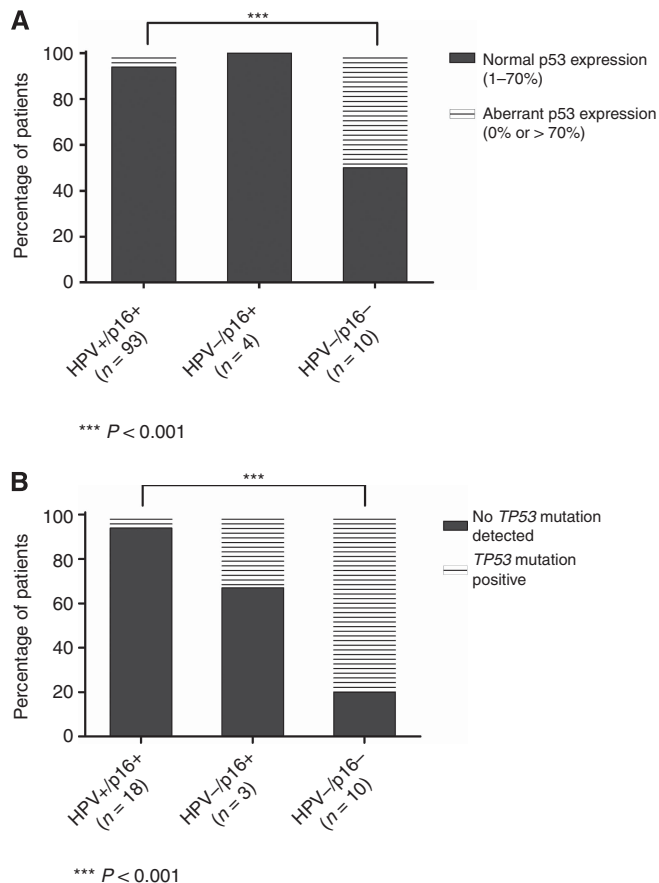 A
***
Percentage of patients
100
80
60
40
20
0
HPV+/p16+
(n = 93)
HPV−/p16+
(n = 4)
HPV−/p16−
(n = 10)
Normal p53 expression
(1–70%)
Aberrant p53 expression
(0% or > 70%)
*** P < 0.001
B
***
Percentage of patients
100
80
60
40
20
0
HPV+/p16+
(n = 18)
HPV−/p16+
(n = 3)
HPV−/p16−
(n = 10)
No TP53 mutation
detected
TP53 mutation
positive
*** P < 0.001